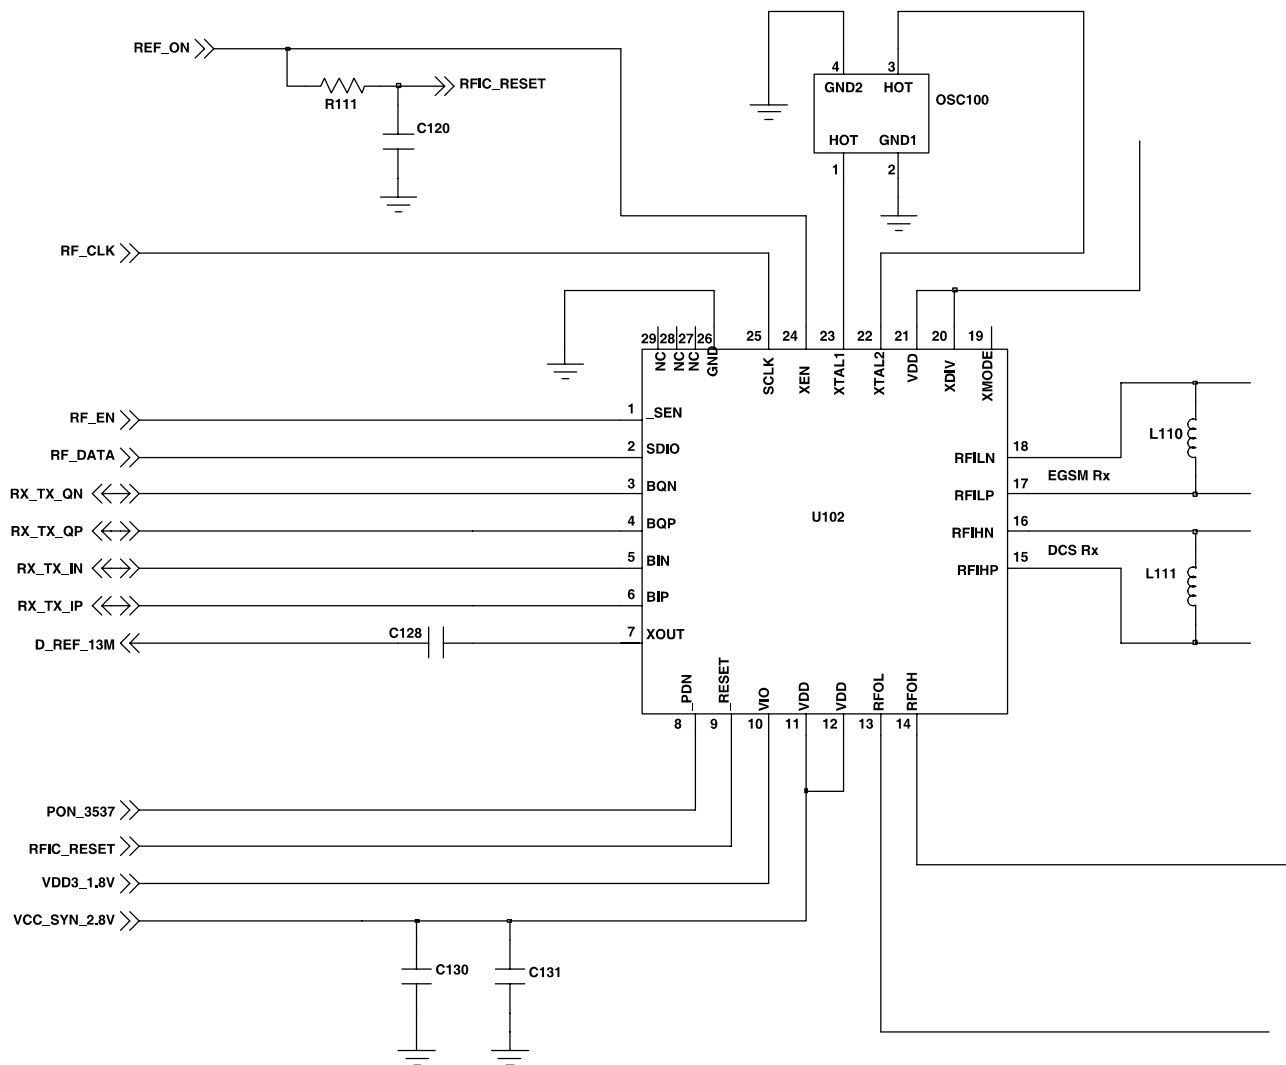 REF_ON
R111
RFIC_RESET
C120
4
3
GND2
HOT
OSC100
HOT
GND1
1
2
RF_CLK
29
28
27
26
25
24
23
22
21
20
19
NC
NC
NC
GND
SCLK
XEN
XTAL1
XTAL2
VDD
XDIV
XMODE
RF_EN
1
_SEN
RF_DATA
2
SDIO
RX_TX_QN
3
BQN
RX_TX_QP
4
BQP
RX_TX_IN
5
BIN
RX_TX_IP
6
BIP
D_REF_13M
C128
7
XOUT
U102
RFILN
18
L110
RFILP
17
EGSM Rx
RFIHN
16
DCS Rx
RFIHP
15
L111
_PDN
_RESET
VIO
VDD
VDD
RFOL
RFOH
8
9
10
11
12
13
14
PON_3537
RFIC_RESET
VDD3_1.8V
VCC_SYN_2.8V
C130
C131